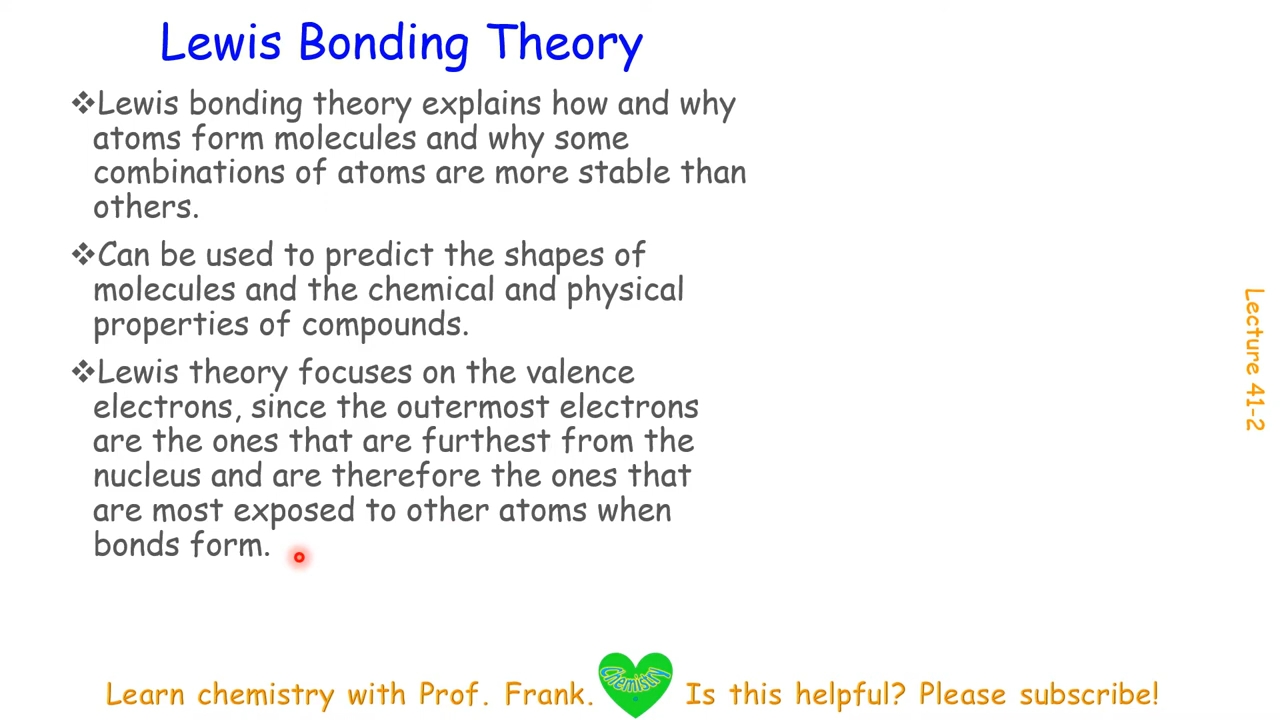 Lewis Bonding Theory
❖Lewis bonding theory explains how and why
atoms form molecules and why some
combinations of atoms are more stable than
others.
❖Can be used to predict the shapes of
molecules and the chemical and physical
properties of compounds.
❖Lewis theory focuses on the valence
electrons, since the outermost electrons
are the ones that are furthest from the
nucleus and are therefore the ones that
are most exposed to other atoms when
bonds form.
Lecture 41-2
Learn chemistry with Prof. Frank.
Chemistry
Is this helpful? Please subscribe!